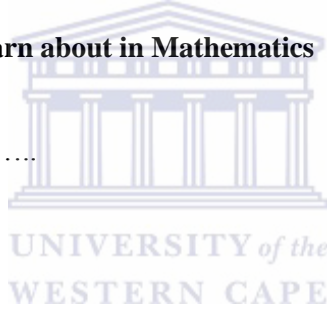 arn about in Mathematics
....
UNIVERSITY of the
WESTERN CAPE